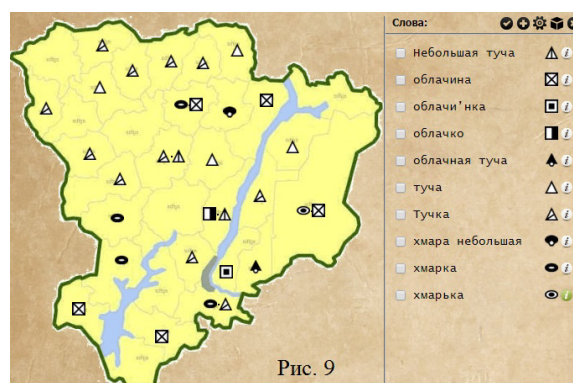 Слова:
Небольшая туча
облачина
облачи'нка
облачко
облачная туча
туча
Тучка
хмара небольшая
хмарка
хмарька
Рис. 9